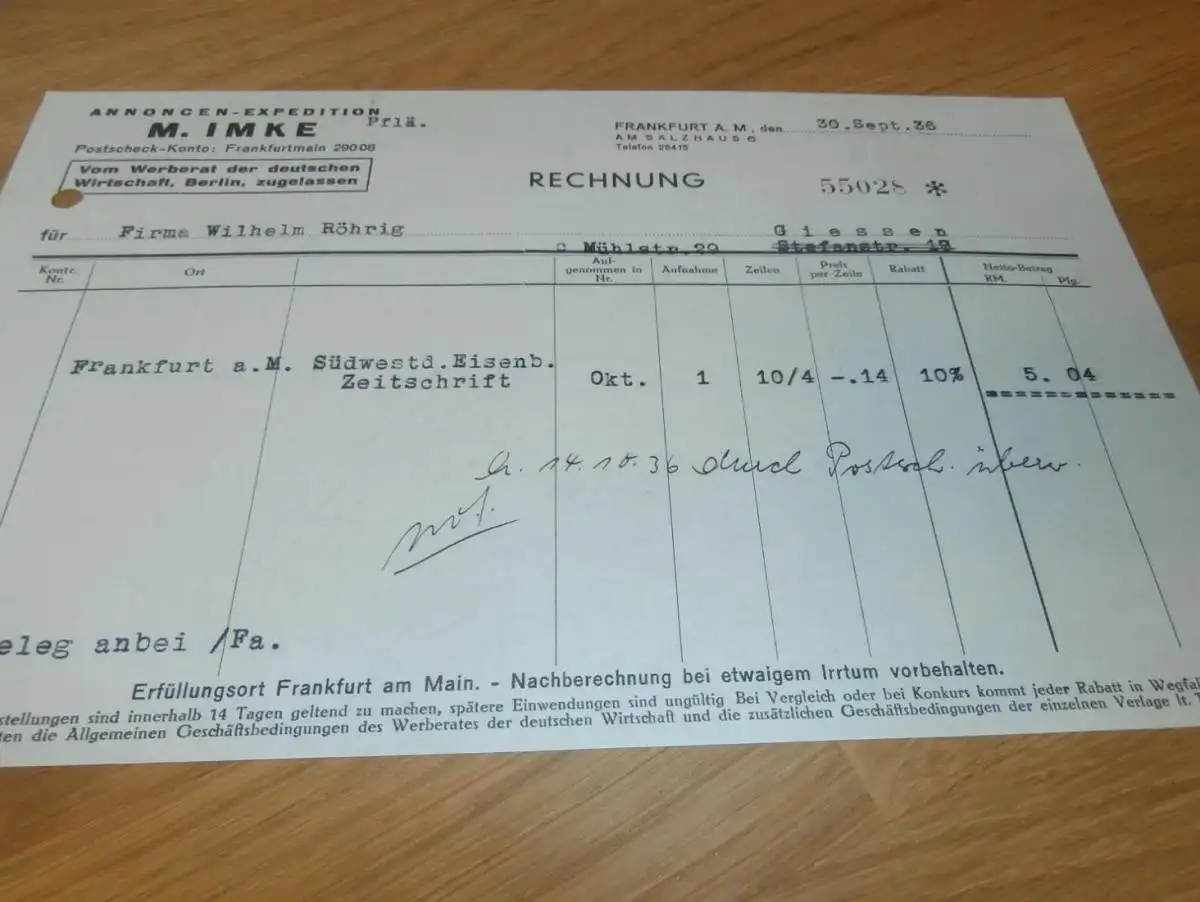 ANNONCEN-EXPEDITION
M. IMKE
Pflä.
Postscheck-Konto: Frankfurtmain 29008
Vom Werberat der deutschen
Wirtschaft, Berlin, zugelassen
FRANKFURT A. M., den 30.Sept.36
AM SALZHAUS 6
Telefon 25415
RECHNUNG
55028 *
für Firma Wilhelm Röhrig
Giessen
Mühlstr.29 Stefanstr. 18
Konto Nr. Ort Auf-genommen in Nr. Aufnahme Zeilen Preis per Zeile Rabatt Netto-Betrag RM. Pfg.
Frankfurt a.M. Südwestd.Eisenb.
Zeitschrift Okt. 1 10/4 -.14 10% 5. 04
14.10.36 durch Postsch. überw.
eleg anbei /Fa.
Erfüllungsort Frankfurt am Main. - Nachberechnung bei etwaigem Irrtum vorbehalten.
stellungen sind innerhalb 14 Tagen geltend zu machen, spätere Einwendungen sind ungültig Bei Vergleich oder bei Konkurs kommt jeder Rabatt in Wegfal
ten die Allgemeinen Geschäftsbedingungen des Werberates der deutschen Wirtschaft und die zusätzlichen Geschäftsbedingungen der einzelnen Verlage lt.